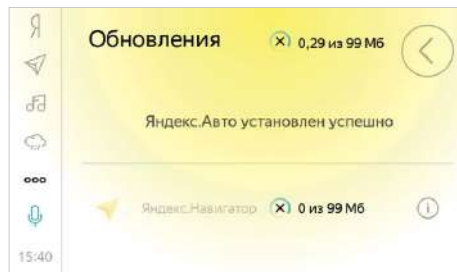 Я
Обновления
0,29 из 99 Мб
Яндекс.Авто установлен успешно
Яндекс.Навигатор
0 из 99 Мб
15:40